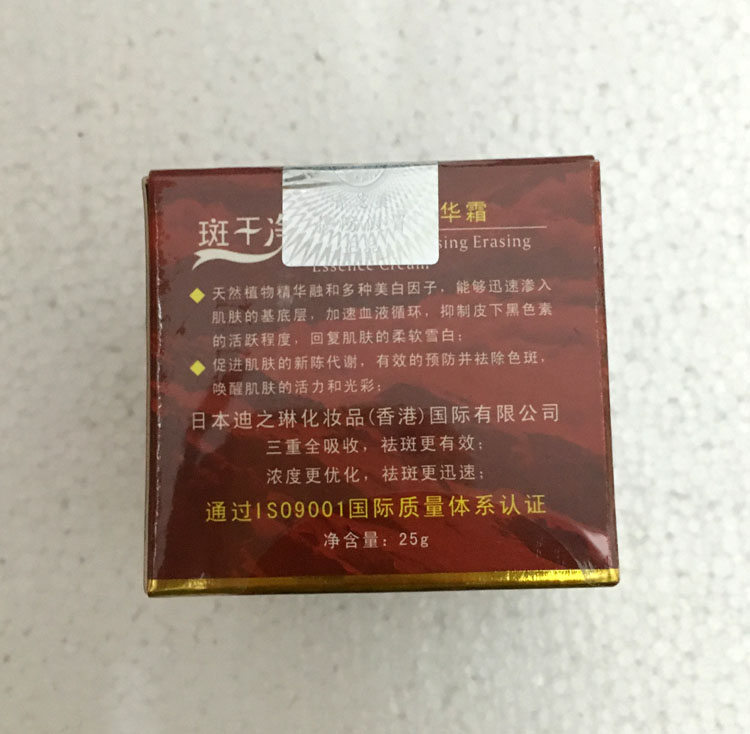 斑干净
华霜
Erasing
Essence Cream
天然植物精华融和多种美白因子，能够迅速渗入
肌肤的基底层，加速血液循环，抑制皮下黑色素
的活跃程度，回复肌肤的柔软雪白；
促进肌肤的新陈代谢，有效的预防并祛除色斑，
唤醒肌肤的活力和光彩；
日本迪之琳化妆品(香港)国际有限公司
三重全吸收，祛斑更有效；
浓度更优化，祛斑更迅速；
通过ISO9001国际质量体系认证
净含量：25g